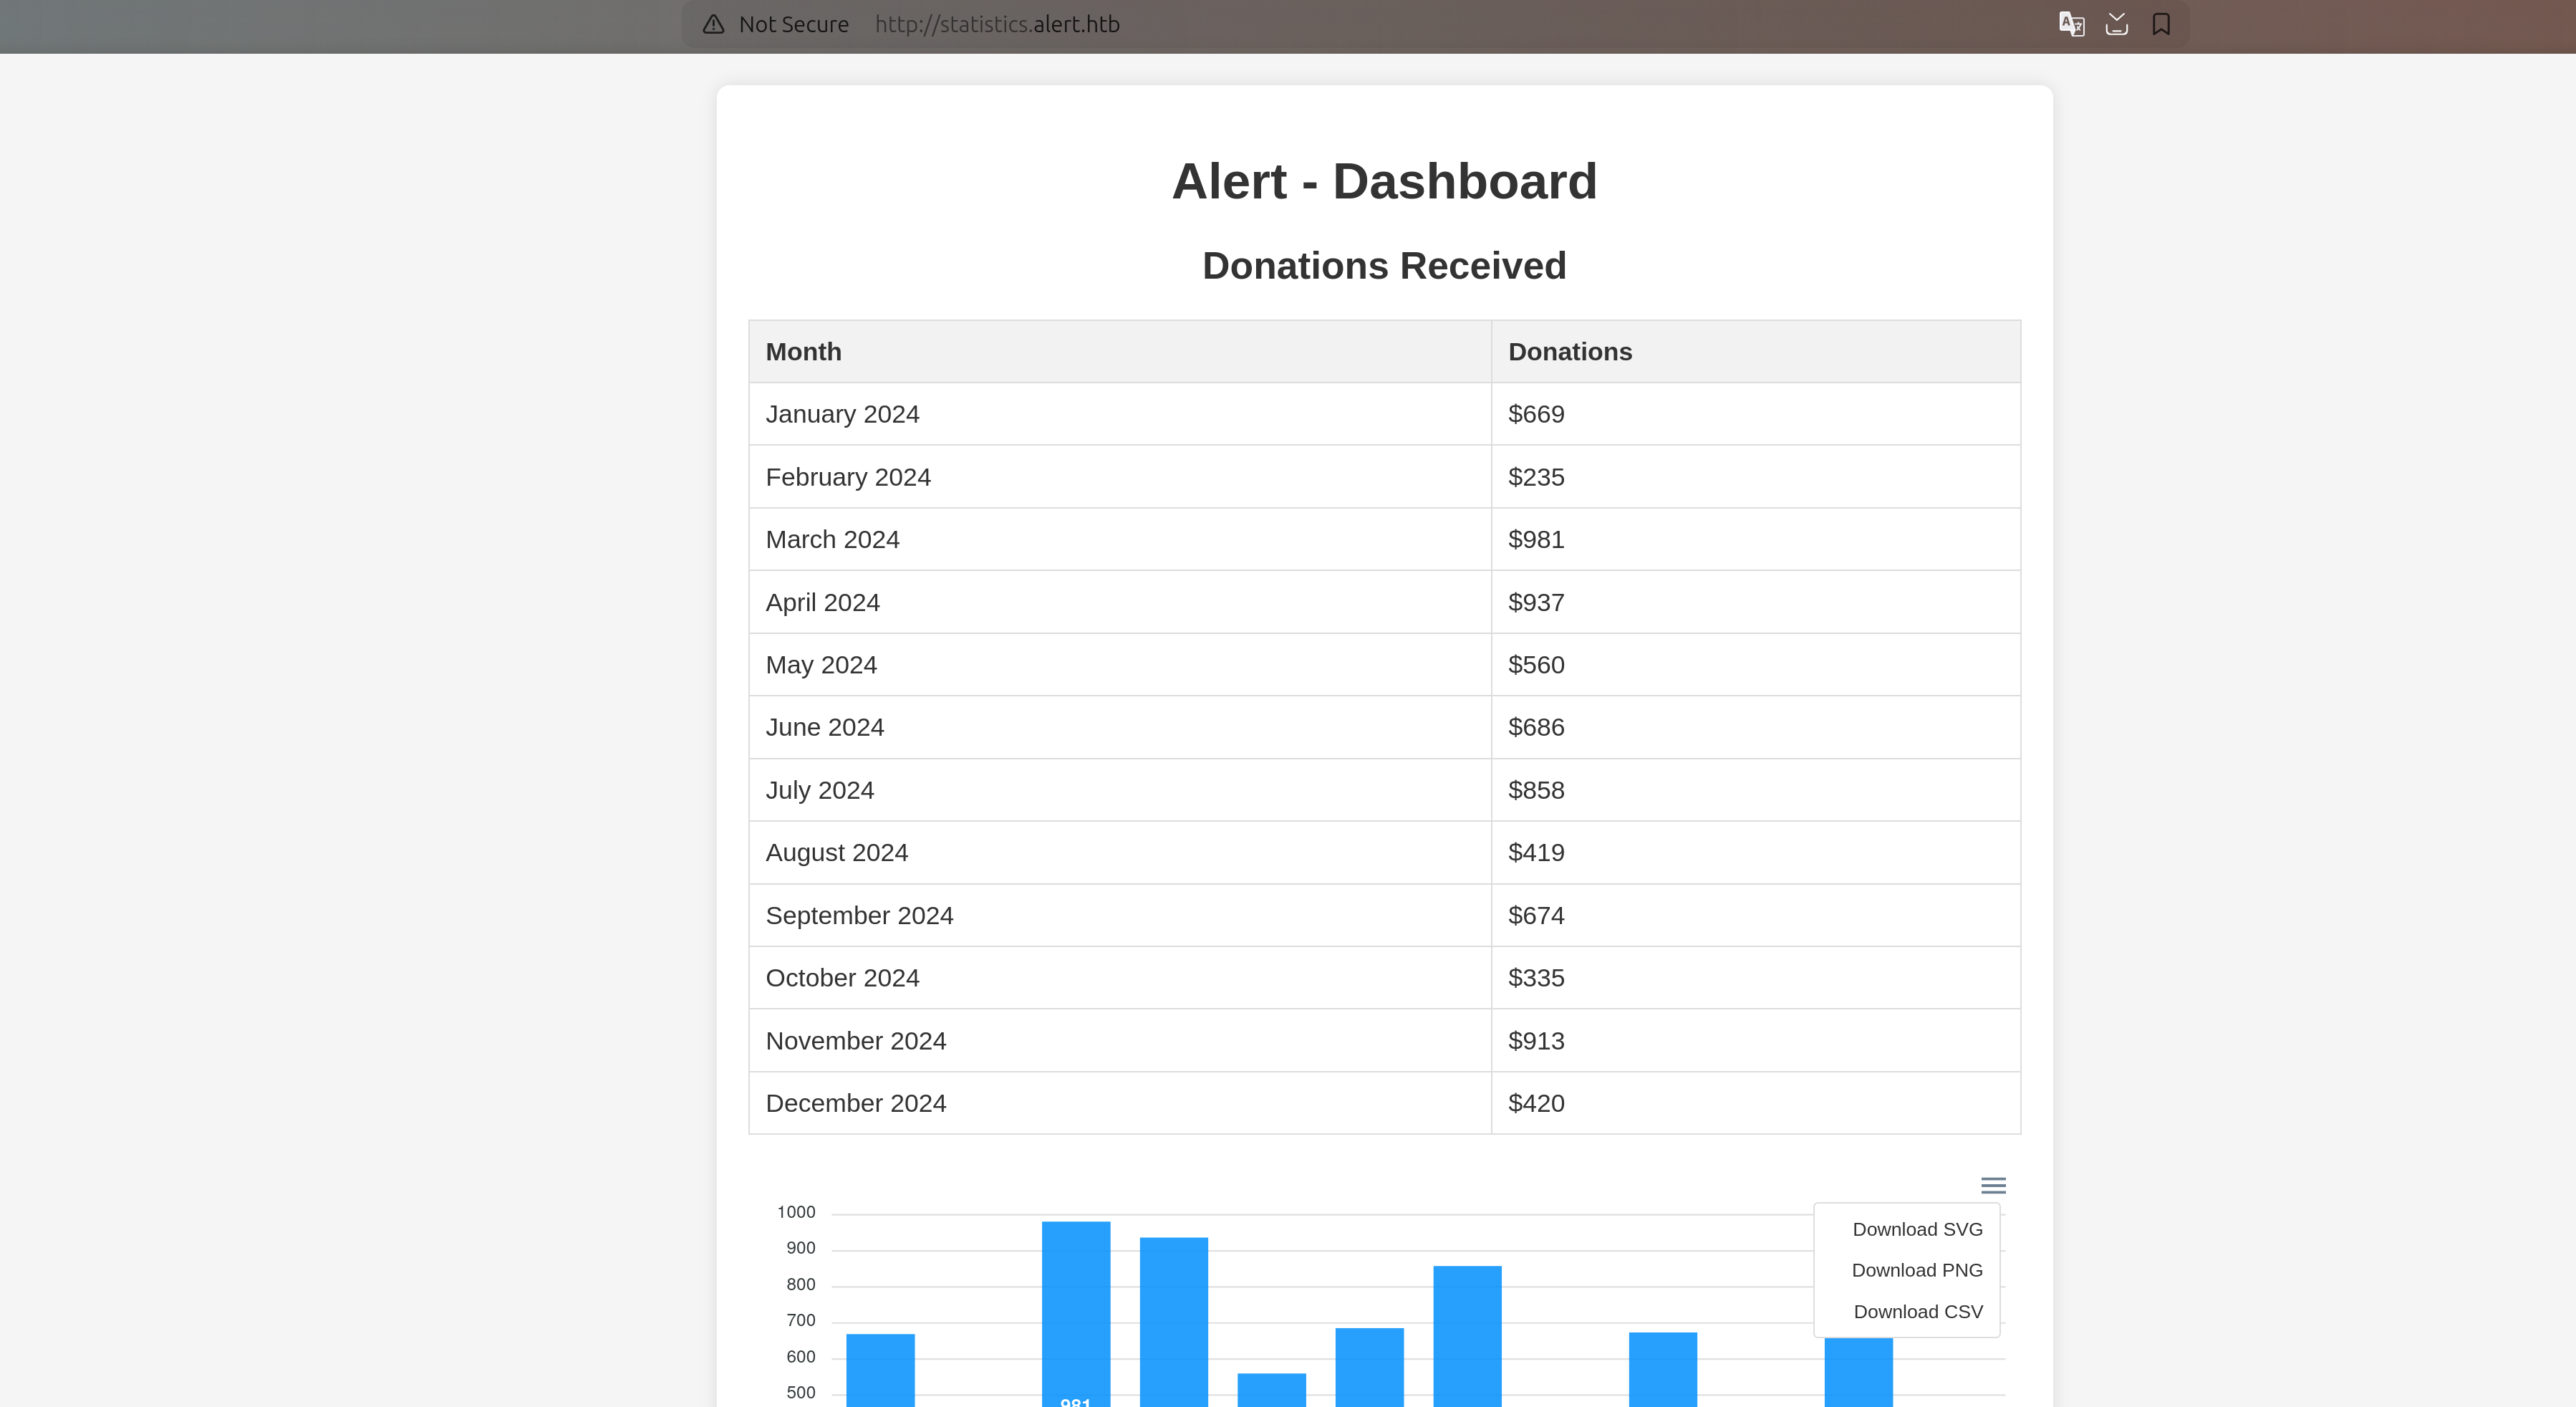 Not Secure http://statistics.alert.htb
Alert - Dashboard
Donations Received
Month Donations
January 2024 $669
February 2024 $235
March 2024 $981
April 2024 $937
May 2024 $560
June 2024 $686
July 2024 $858
August 2024 $419
September 2024 $674
October 2024 $335
November 2024 $913
December 2024 $420
1000
Download SVG
900
Download PNG
800
Download CSV
700
600
500
981